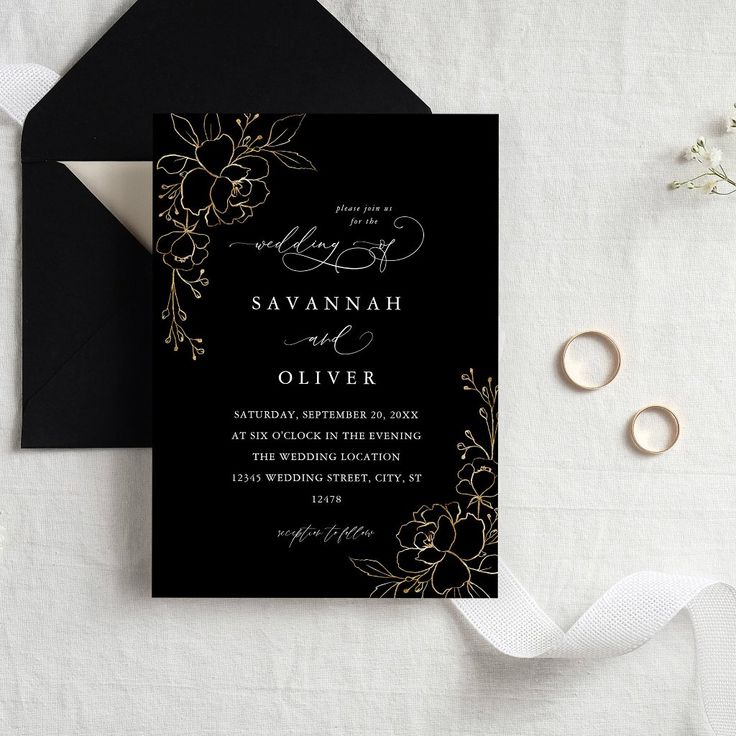 please join us
for the
wedding of
SAVANNAH
and
OLIVER
SATURDAY, SEPTEMBER 20, 20XX
AT SIX O'CLOCK IN THE EVENING
THE WEDDING LOCATION
12345 WEDDING STREET, CITY, ST
12478
reception to follow